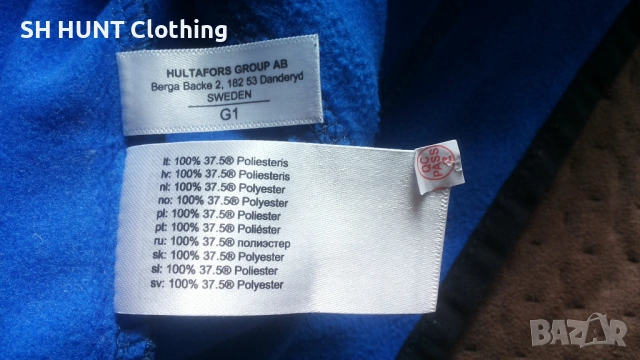 SH HUNT Clothing
HULTAFORS GROUP AB
Berga Backe 2, 182 53 Danderyd
SWEDEN
G1
lt: 100% 37.5® Poliesteris
lv: 100% 37.5® Poliesteris
nl: 100% 37.5® Polyester
no: 100% 37.5® Polyester
pl: 100% 37.5® Poliester
pt: 100% 37.5® Poliéster
ru: 100% 37.5® полиэстер
sk: 100% 37.5® Polyester
sl: 100% 37.5® Poliester
sv: 100% 37.5® Polyester
QC
PASS
BAZAR